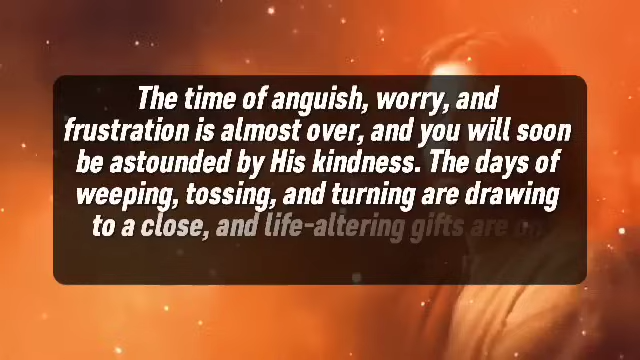 The time of anguish, worry, and
frustration is almost over, and you will soon
be astounded by His kindness. The days of
weeping, tossing, and turning are drawing
to a close, and life-altering gifts are on